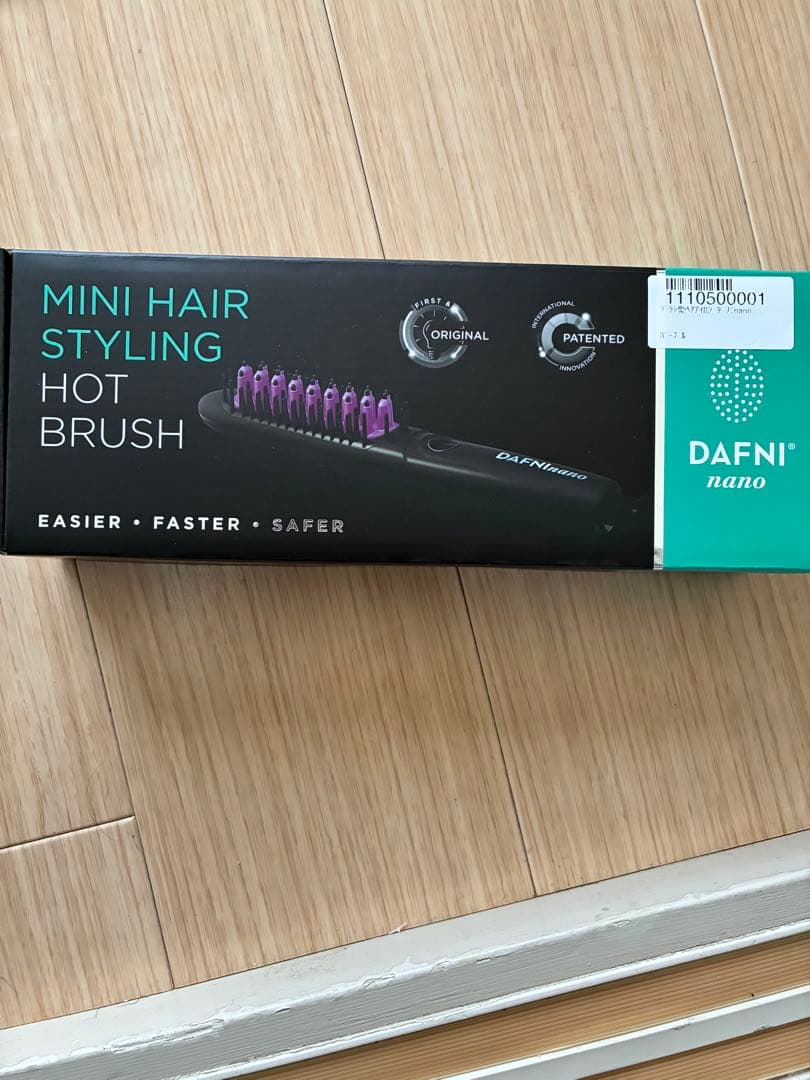 MINI HAIR
STYLING
HOT
BRUSH
EASIER • FASTER • SAFER
FIRST &
ORIGINAL
INTERNATIONAL
PATENTED
INNOVATION
DAFNInano
1110500001
DAFNI®
nano